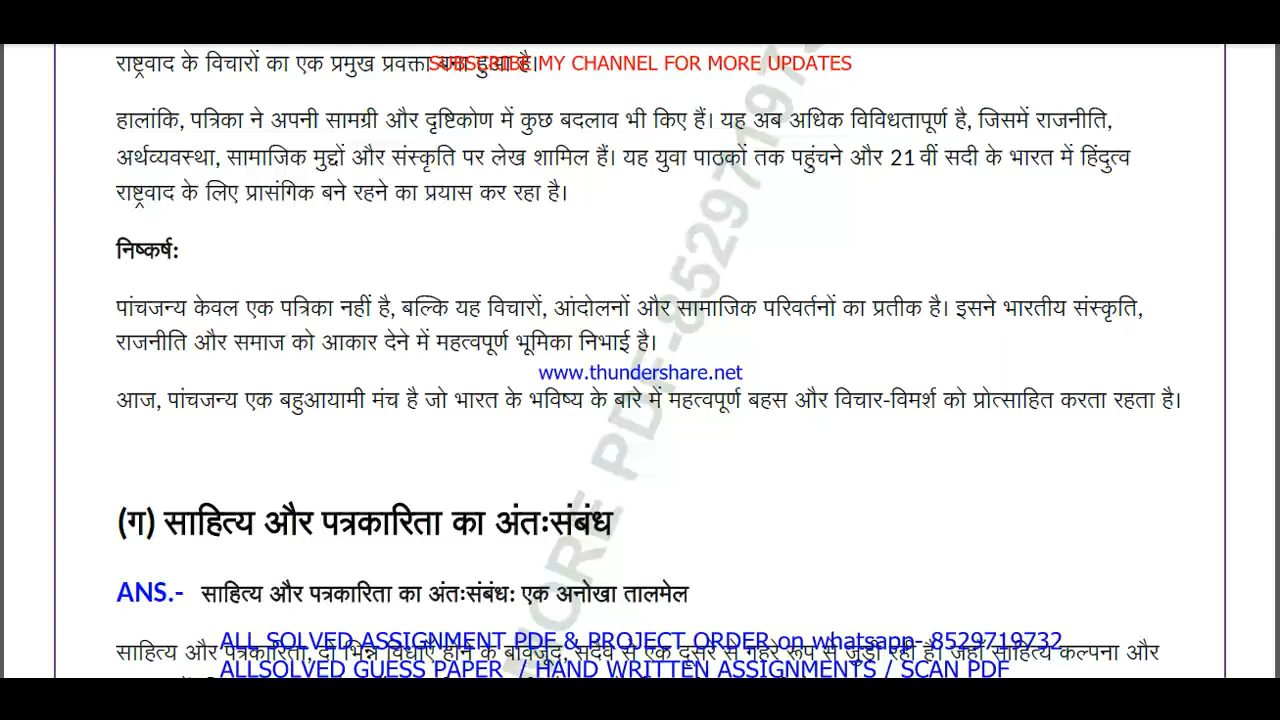 राष्ट्रवाद के विचारों का एक प्रमुख प्रवक्ता बना हुआ है।
SUBSCRIBE MY CHANNEL FOR MORE UPDATES
हालांकि, पत्रिका ने अपनी सामग्री और दृष्टिकोण में कुछ बदलाव भी किए हैं। यह अब अधिक विविधतापूर्ण है, जिसमें राजनीति,
अर्थव्यवस्था, सामाजिक मुद्दों और संस्कृति पर लेख शामिल हैं। यह युवा पाठकों तक पहुंचने और 21 वीं सदी के भारत में हिंदुत्व
राष्ट्रवाद के लिए प्रासंगिक बने रहने का प्रयास कर रहा है।
निष्कर्ष:
पांचजन्य केवल एक पत्रिका नहीं है, बल्कि यह विचारों, आंदोलनों और सामाजिक परिवर्तनों का प्रतीक है। इसने भारतीय संस्कृति,
राजनीति और समाज को आकार देने में महत्वपूर्ण भूमिका निभाई है।
www.thundershare.net
आज, पांचजन्य एक बहुआयामी मंच है जो भारत के भविष्य के बारे में महत्वपूर्ण बहस और विचार-विमर्श को प्रोत्साहित करता रहता है।
(ग) साहित्य और पत्रकारिता का अंतःसंबंध
ANS.- साहित्य और पत्रकारिता का अंतःसंबंध: एक अनोखा तालमेल
ALL SOLVED ASSIGNMENT PDF & PROJECT ORDER on whatsapp- 8529719732
साहित्य और पत्रकारिता, दो भिन्न विधाएँ होने के बावजूद, सदैव से एक दूसरे से गहरे रूप से जुड़ी रही हैं। जहाँ साहित्य कल्पना और
ALLSOLVED GUESS PAPER / HAND WRITTEN ASSIGNMENTS / SCAN PDF
MORE PDF-852971973